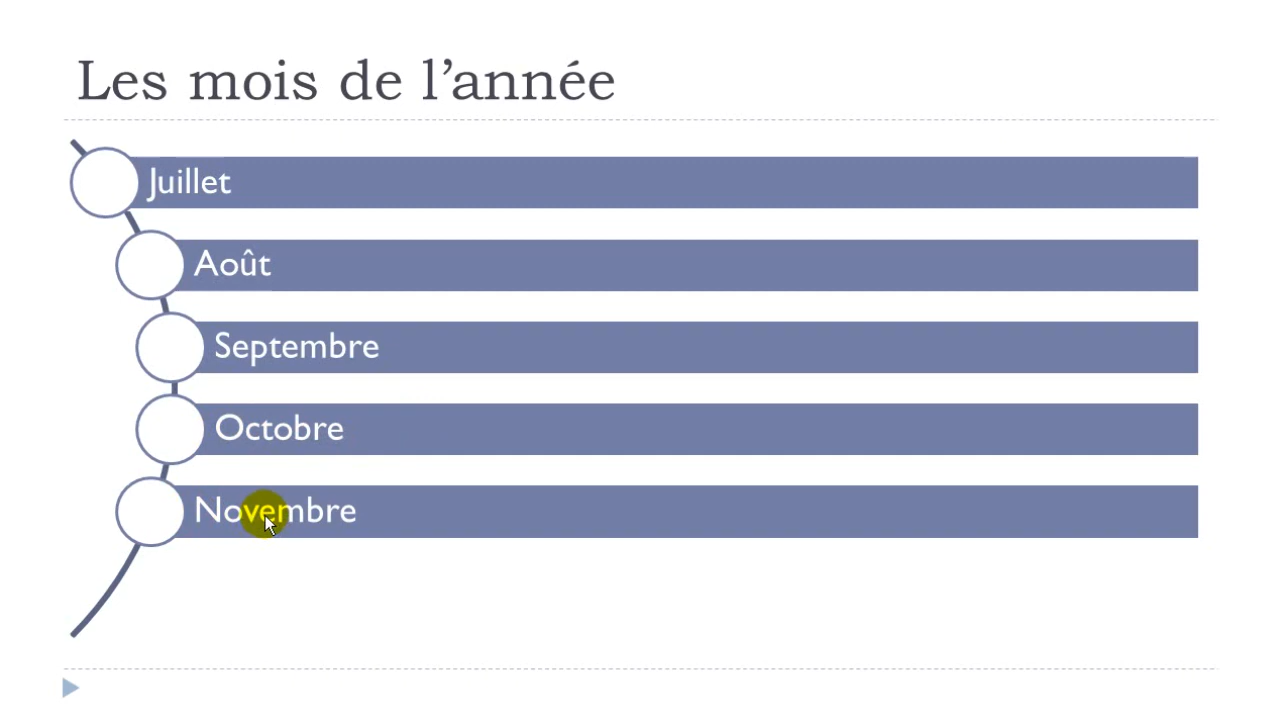 Les mois de l’année
Juillet
Août
Septembre
Octobre
Novembre